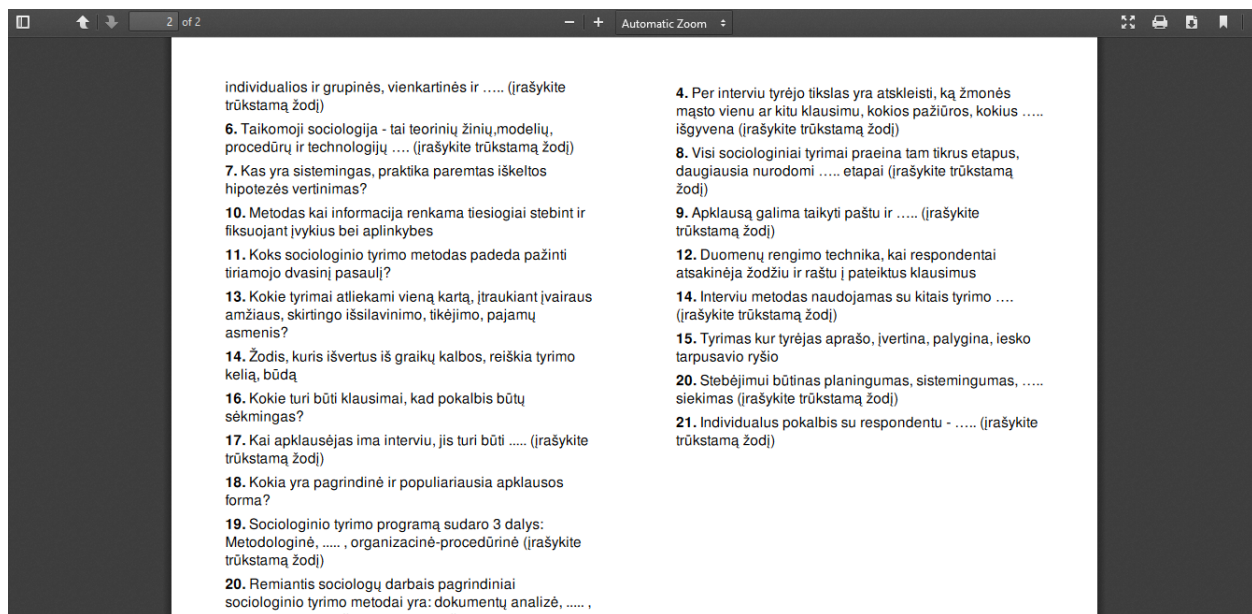 2 of 2
Automatic Zoom
individualios ir grupinės, vienkartinės ir ….. (įrašykite
trūkstamą žodį)
6. Taikomoji sociologija - tai teorinių žinių,modelių,
procedūrų ir technologijų …. (įrašykite trūkstamą žodį)
7. Kas yra sistemingas, praktika paremtas iškeltos
hipotezės vertinimas?
10. Metodas kai informacija renkama tiesiogiai stebint ir
fiksuojant įvykius bei aplinkybes
11. Koks sociologinio tyrimo metodas padeda pažinti
tiriamojo dvasinį pasaulį?
13. Kokie tyrimai atliekami vieną kartą, įtraukiant įvairaus
amžiaus, skirtingo išsilavinimo, tikėjimo, pajamų
asmenis?
14. Žodis, kuris išvertus iš graikų kalbos, reiškia tyrimo
kelią, būdą
16. Kokie turi būti klausimai, kad pokalbis būtų
sėkmingas?
17. Kai apklausėjas ima interviu, jis turi būti ..... (įrašykite
trūkstamą žodį)
18. Kokia yra pagrindinė ir populiariausia apklausos
forma?
19. Sociologinio tyrimo programą sudaro 3 dalys:
Metodologinė, ..... , organizacinė-procedūrinė (įrašykite
trūkstamą žodį)
20. Remiantis sociologų darbais pagrindiniai
sociologinio tyrimo metodai yra: dokumentų analizė, ..... ,
4. Per interviu tyrėjo tikslas yra atskleisti, ką žmonės
mąsto vienu ar kitu klausimu, kokios pažiūros, kokius …..
išgyvena (įrašykite trūkstamą žodį)
8. Visi sociologiniai tyrimai praeina tam tikrus etapus,
daugiausia nurodomi ….. etapai (įrašykite trūkstamą
žodį)
9. Apklausą galima taikyti paštu ir ….. (įrašykite
trūkstamą žodį)
12. Duomenų rengimo technika, kai respondentai
atsakinėja žodžiu ir raštu į pateiktus klausimus
14. Interviu metodas naudojamas su kitais tyrimo ….
(įrašykite trūkstamą žodį)
15. Tyrimas kur tyrėjas aprašo, įvertina, palygina, iesko
tarpusavio ryšio
20. Stebėjimui būtinas planingumas, sistemingumas, …..
siekimas (įrašykite trūkstamą žodį)
21. Individualus pokalbis su respondentu - ….. (įrašykite
trūkstamą žodį)